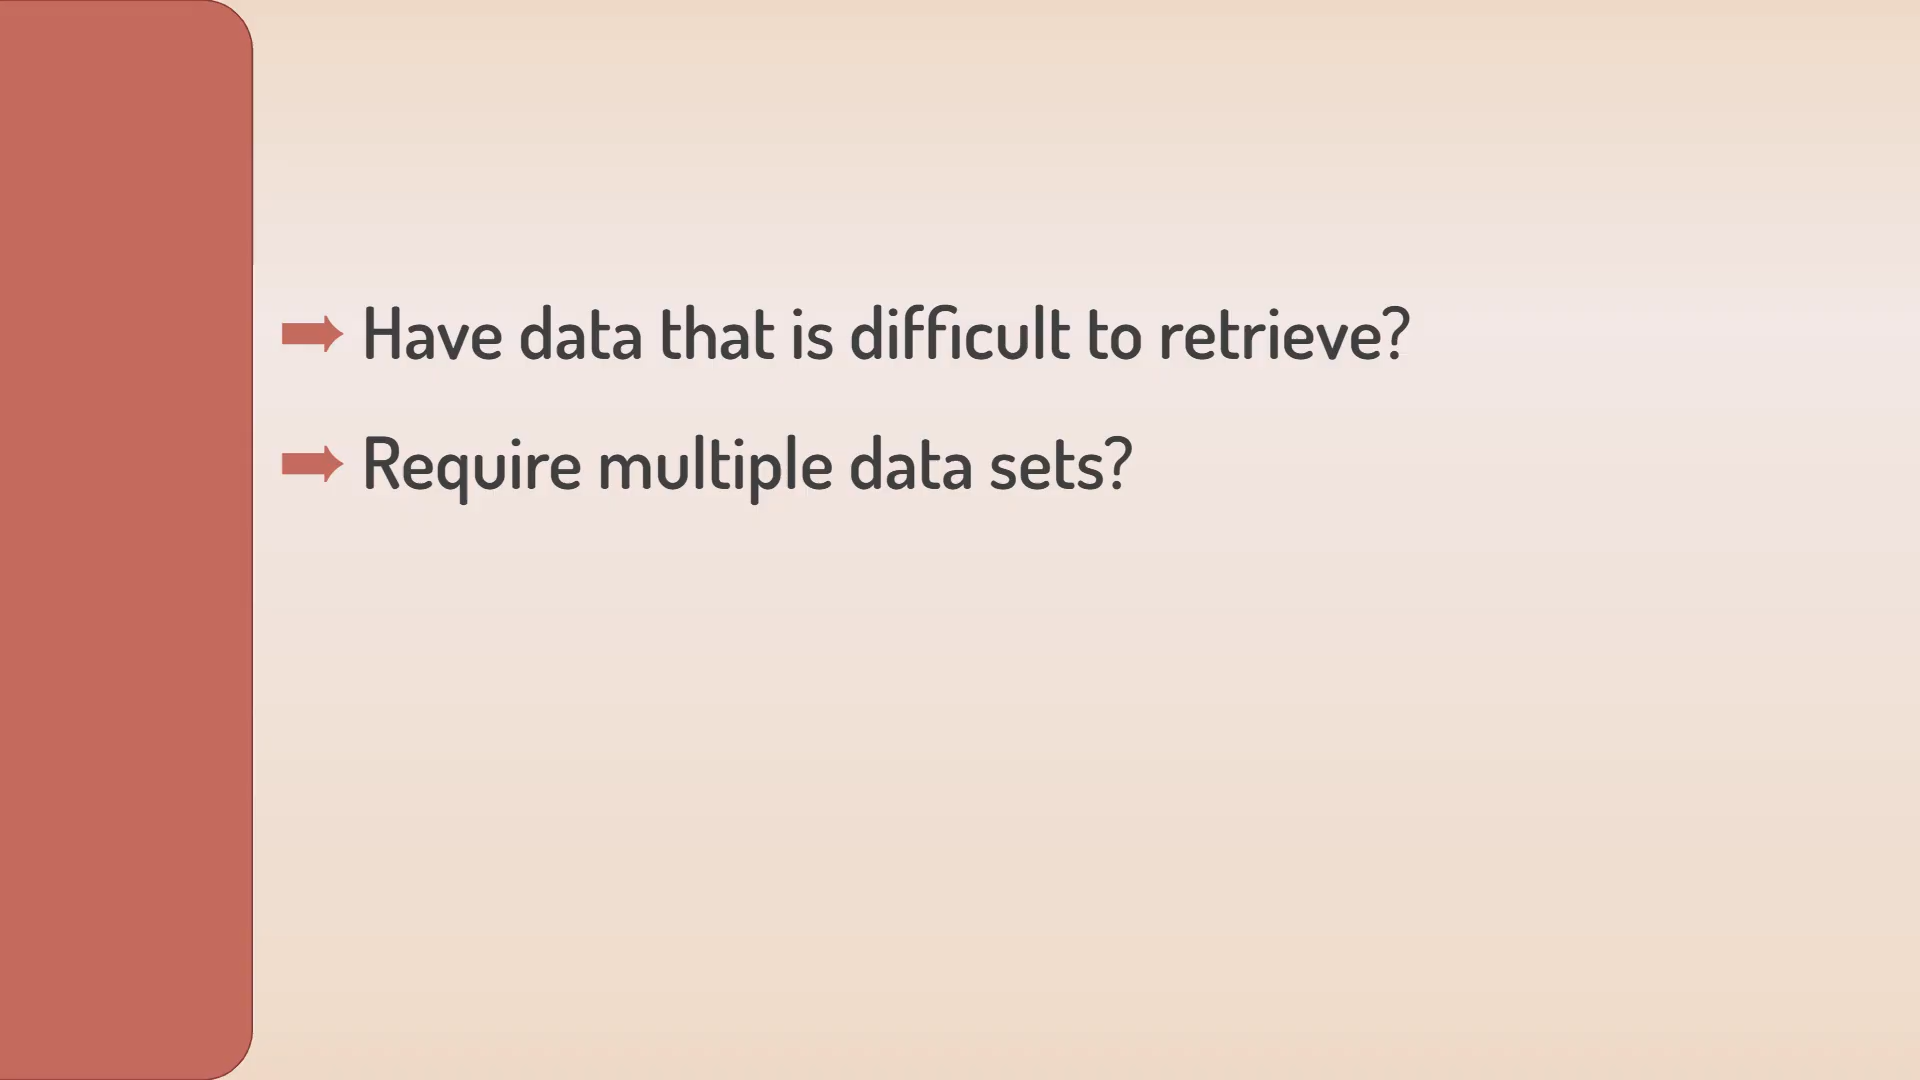 Have data that is difficult to retrieve?
Require multiple data sets?